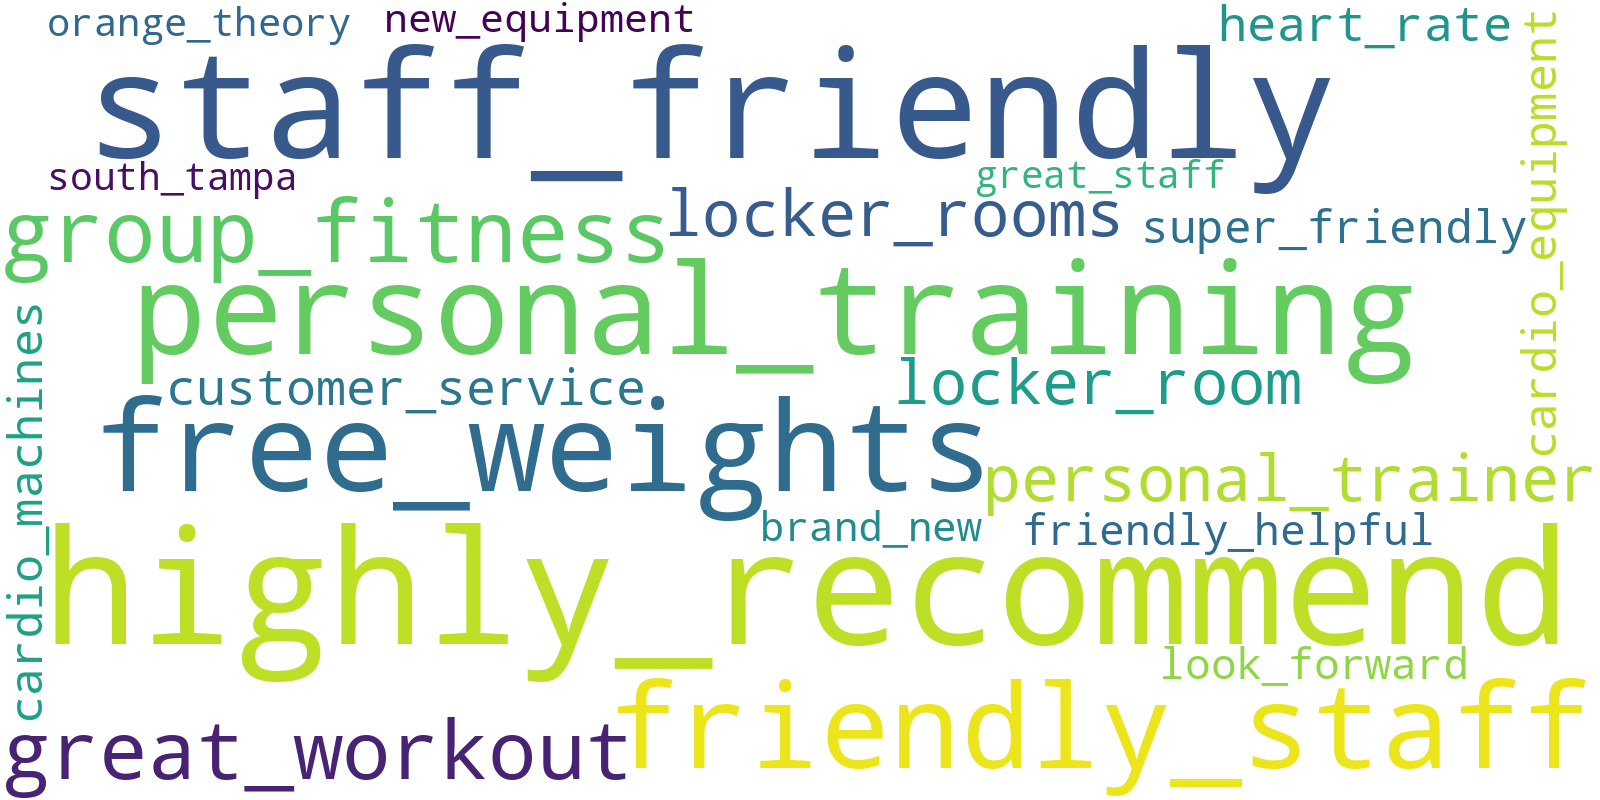 orange_theory
new_equipment
heart_rate
staff_friendly
cardio_equipment
south_tampa
great_staff
group_fitness
locker_rooms
super_friendly
personal_training
cardio_machines
customer_service
locker_room
free_weights
personal_trainer
brand_new
friendly_helpful
highly_recommend
look_forward
great_workout
friendly_staff